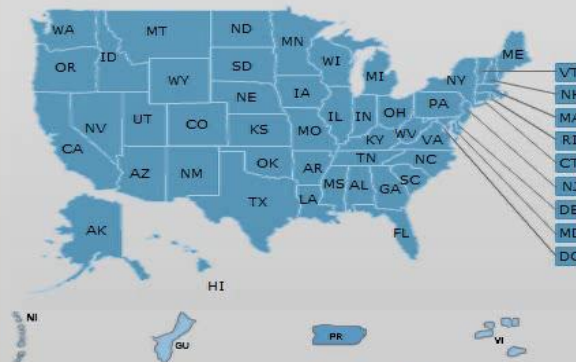 WA
MT
ND
MN
ME
OR
ID
SD
WI
MI
NY
VT
WY
NH
NE
IA
PA
MA
NV
UT
CO
KS
MO
IL
IN
OH
WV
VA
RI
CA
KY
CT
AZ
NM
OK
AR
TN
NC
NJ
TX
LA
MS
AL
GA
SC
DE
AK
FL
MD
DC
HI
NI
GU
PR
VI